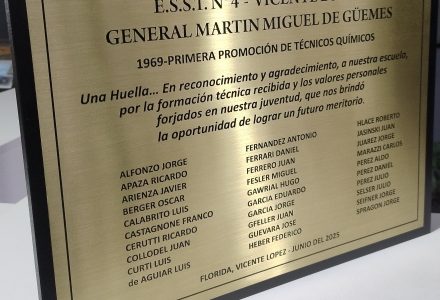 E.S.S.T. N° 4 - VICENTE
GENERAL MARTIN MIGUEL DE GÜEMES
1969-PRIMERA PROMOCIÓN DE TÉCNICOS QUÍMICOS
Una Huella... En reconocimiento y agradecimiento, a nuestra escuela,
por la formación técnica recibida y los valores personales
forjados en nuestra juventud, que nos brindó
la oportunidad de lograr un futuro meritorio.
ALFONZO JORGE
APAZA RICARDO
ARIENZA JAVIER
BERGER OSCAR
CALABRITO LUIS
CASTAGNONE FRANCO
CERUTTI RICARDO
COLLODEL JUAN
CURTI LUIS
de AGUIAR LUIS
FERNANDEZ ANTONIO
FERRARI DANIEL
FERRERO JUAN
FESLER MIGUEL
GAWRIAL HUGO
GARCIA EDUARDO
GARCIA JORGE
GFELLER JUAN
GUEVARA JOSÉ
HEBER FEDERICO
HLACE ROBERTO
JASINSKI JUAN
JUAREZ JORGE
MARAZZI CARLOS
PEREZ ALDO
PEREZ DANIEL
PEREZ JULIO
SELSER JULIO
SEIFNER JORGE
SPRAGON JORGE
FLORIDA, VICENTE LOPEZ - JUNIO DEL 2025